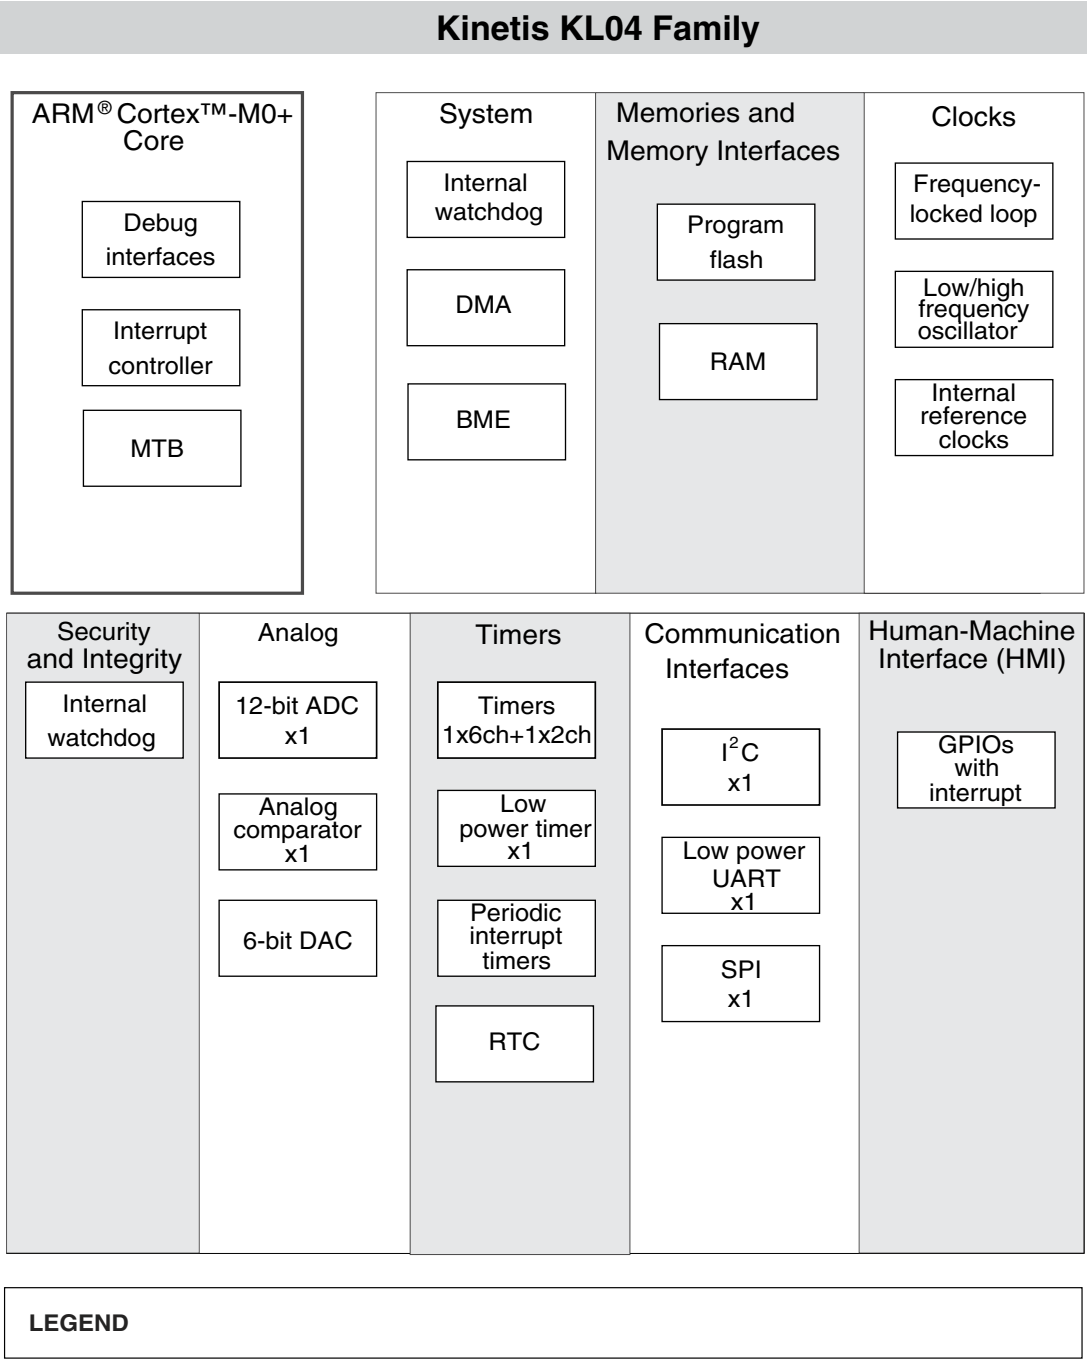 Kinetis KL04 Family
ARM® Cortex™-M0+
Core
Debug
interfaces
Interrupt
controller
MTB
System
Internal
watchdog
DMA
BME
Memories and
Memory Interfaces
Program
flash
RAM
Clocks
Frequency-
locked loop
Low/high
frequency
oscillator
Internal
reference
clocks
Security
and Integrity
Internal
watchdog
Analog
12-bit ADC
x1
Analog
comparator
x1
6-bit DAC
Timers
Timers
1x6ch+1x2ch
Low
power timer
x1
Periodic
interrupt
timers
RTC
Communication
Interfaces
I²C
x1
Low power
UART
x1
SPI
x1
Human-Machine
Interface (HMI)
GPIOs
with
interrupt
LEGEND